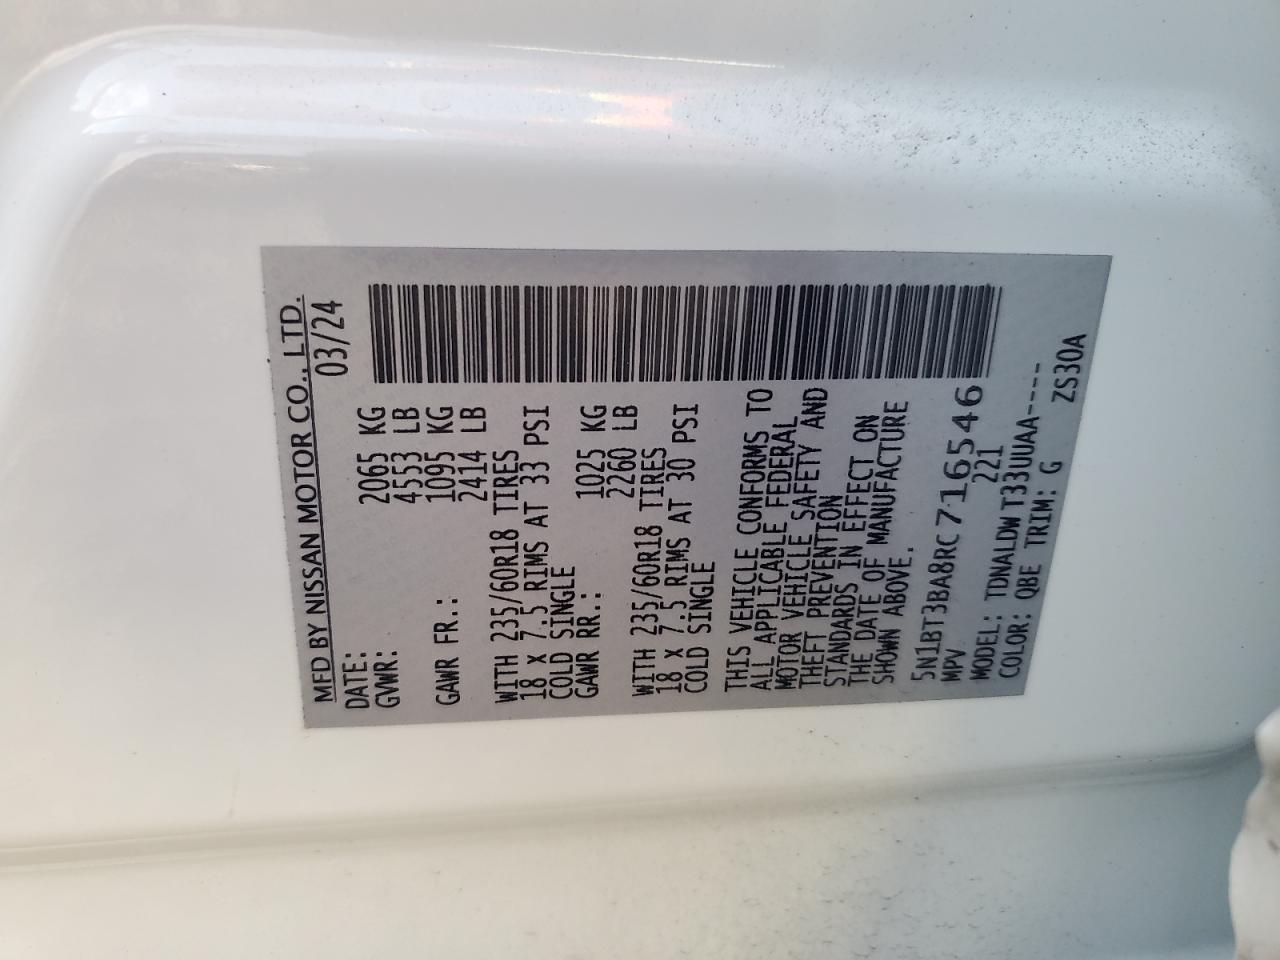 MFD BY NISSAN MOTOR CO., LTD.
DATE: 03/24
GVWR: 2065 KG
4553 LB
GAWR FR.: 1095 KG
2414 LB
WITH 235/60R18 TIRES
18 X 7.5 RIMS AT 33 PSI
COLD SINGLE
GAWR RR.: 1025 KG
2260 LB
WITH 235/60R18 TIRES
18 X 7.5 RIMS AT 30 PSI
COLD SINGLE
THIS VEHICLE CONFORMS TO
ALL APPLICABLE FEDERAL
MOTOR VEHICLE SAFETY AND
THEFT PREVENTION
STANDARDS IN EFFECT ON
THE DATE OF MANUFACTURE
SHOWN ABOVE.
5N1BT3BA8RC716546
MPV 221
MODEL: TDNALDW T33UUAA----
COLOR: QBE TRIM: G ZS30A